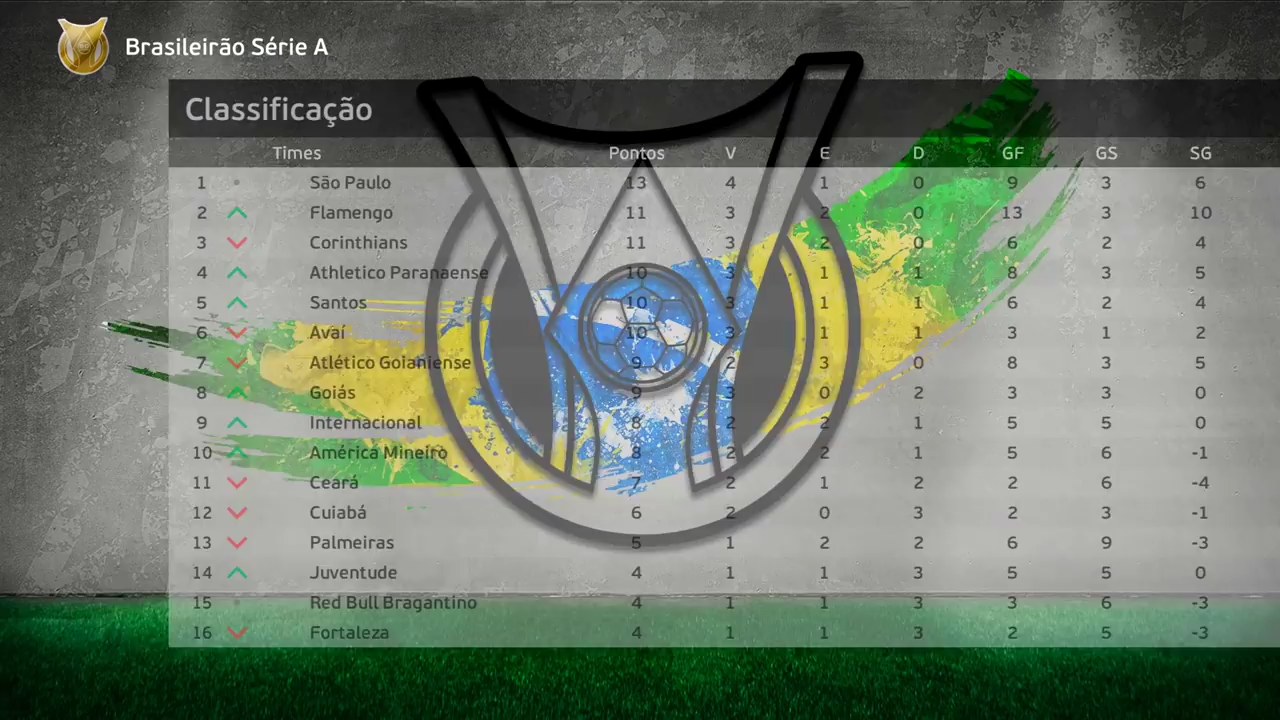 Brasileirão Série A
Classificação
Times Pontos V E D GF GS SG
1 São Paulo 13 4 1 0 9 3 6
2 Flamengo 11 3 2 0 13 3 10
3 Corinthians 11 3 2 0 6 2 4
4 Athletico Paranaense 10 3 1 1 8 3 5
5 Santos 10 3 1 1 6 2 4
6 Avaí 10 3 1 1 3 1 2
7 Atlético Goianiense 9 2 3 0 8 3 5
8 Goiás 9 3 0 2 3 3 0
9 Internacional 8 2 2 1 5 5 0
10 América Mineiro 8 2 2 1 5 6 -1
11 Ceará 7 2 1 2 2 6 -4
12 Cuiabá 6 2 0 3 2 3 -1
13 Palmeiras 5 1 2 2 6 9 -3
14 Juventude 4 1 1 3 5 5 0
15 Red Bull Bragantino 4 1 1 3 3 6 -3
16 Fortaleza 4 1 1 3 2 5 -3